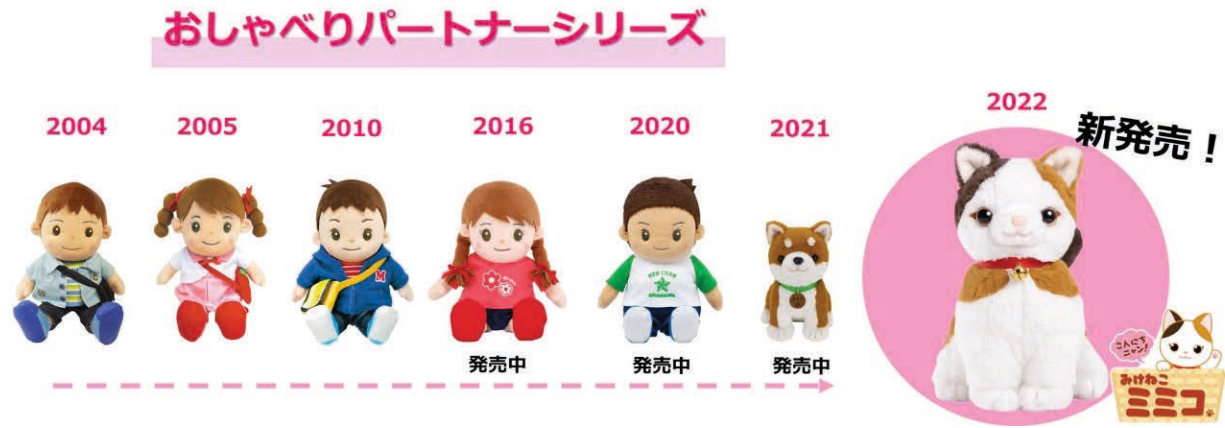 おしゃべりパートナーシリーズ
2004
2005
2010
2016
2020
2021
2022
新発売！
M
KEN CHAN
発売中
発売中
発売中
こんにち
ニャン!
みけねこ
ミミコ